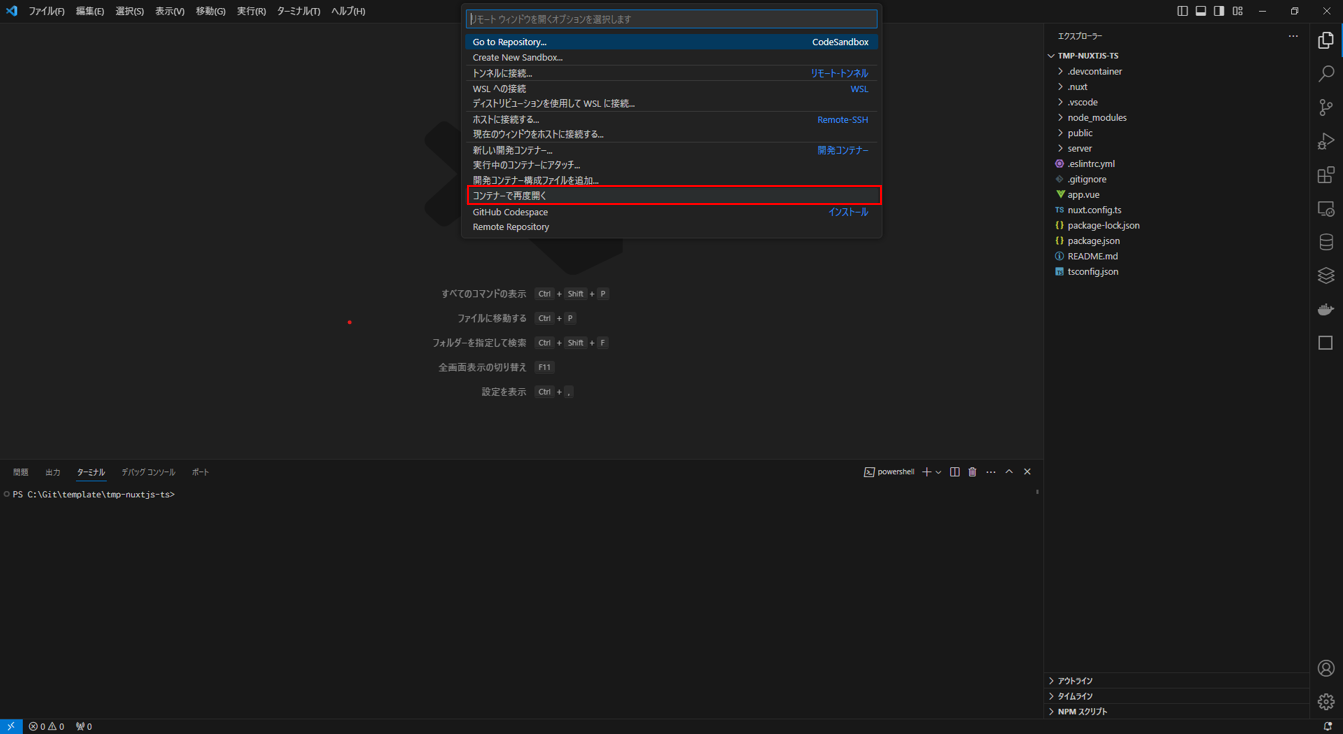 ファイル(F) 編集(E) 選択(S) 表示(V) 移動(G) 実行(R) ターミナル(T) ヘルプ(H)
リモート ウィンドウを開くオプションを選択します
Go to Repository... CodeSandbox
Create New Sandbox...
トンネルに接続... リモート-トンネル
WSL への接続 WSL
ディストリビューションを使用して WSL に接続...
ホストに接続する... Remote-SSH
現在のウィンドウをホストに接続する...
新しい開発コンテナー... 開発コンテナー
実行中のコンテナーにアタッチ...
開発コンテナー構成ファイルを追加...
コンテナーで再度開く
GitHub Codespace インストール
Remote Repository
すべてのコマンドの表示 Ctrl + Shift + P
ファイルに移動する Ctrl + P
フォルダーを指定して検索 Ctrl + Shift + F
全画面表示の切り替え F11
設定を表示 Ctrl + ,
エクスプローラー
TMP-NUXTJS-TS
.devcontainer
.nuxt
.vscode
node_modules
public
server
.eslintrc.yml
.gitignore
app.vue
TS nuxt.config.ts
{} package-lock.json
{} package.json
README.md
TS tsconfig.json
アウトライン
タイムライン
NPM スクリプト
問題 出力 ターミナル デバッグ コンソール ポート
powershell
PS C:\Git\template\tmp-nuxtjs-ts>
0 0 0